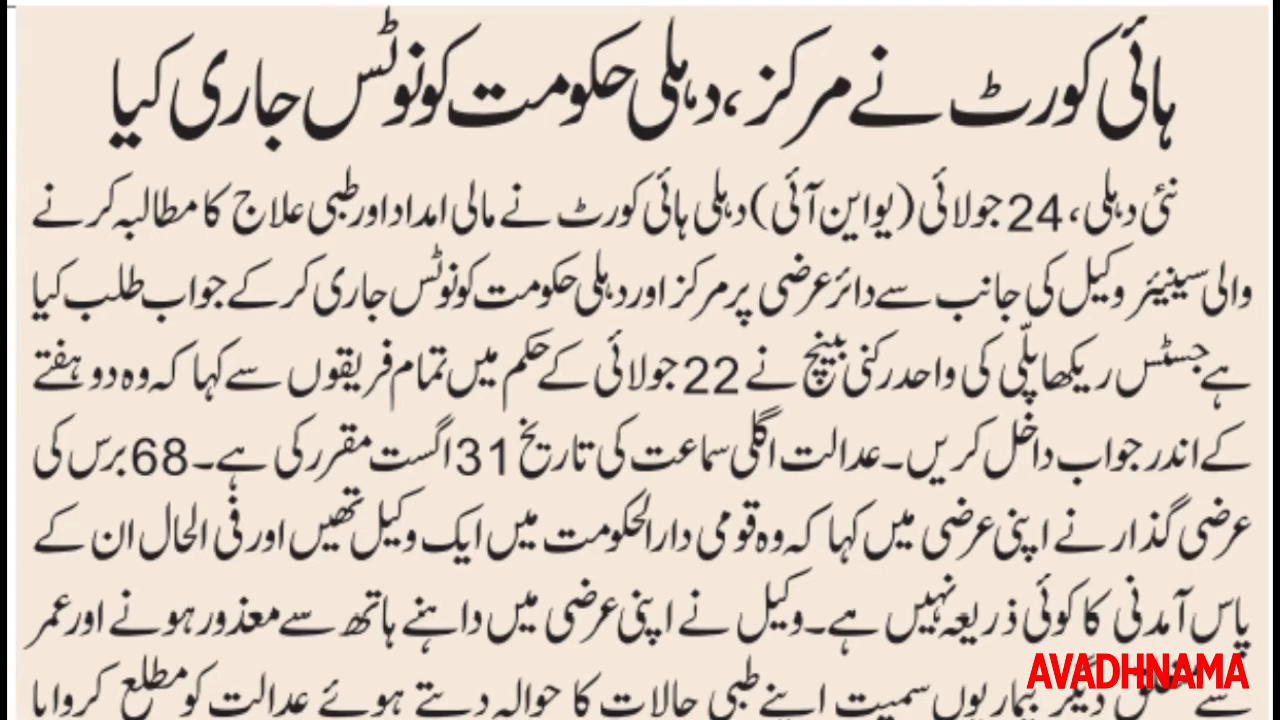 ہائی کورٹ نے مرکز، دہلی حکومت کو نوٹس جاری کیا
نئی دہلی، 24 جولائی (یو این آئی) دہلی ہائی کورٹ نے مالی امداد اور طبی علاج کا مطالبہ کرنے
والی سینیئر وکیل کی جانب سے دائر عرضی پر مرکز اور دہلی حکومت کو نوٹس جاری کر کے جواب طلب کیا
ہے جسٹس ریکھا پلّی کی واحد رکنی بینچ نے 22 جولائی کے حکم میں تمام فریقوں سے کہا کہ وہ دو ہفتے
کے اندر جواب داخل کریں۔ عدالت اگلی سماعت کی تاریخ 31 اگست مقرر کی ہے۔ 68 برس کی
عرضی گذار نے اپنی عرضی میں کہا کہ وہ قومی دارالحکومت میں ایک وکیل تھیں اور فی الحال ان کے
پاس آمدنی کا کوئی ذریعہ نہیں ہے۔ وکیل نے اپنی عرضی میں داہنے ہاتھ سے معذور ہونے اور عمر
سے متعلق دیگر بیماریوں سمیت اپنے طبی حالات کا حوالہ دیتے ہوئے عدالت کو مطلع کروایا
AVADHNAMA